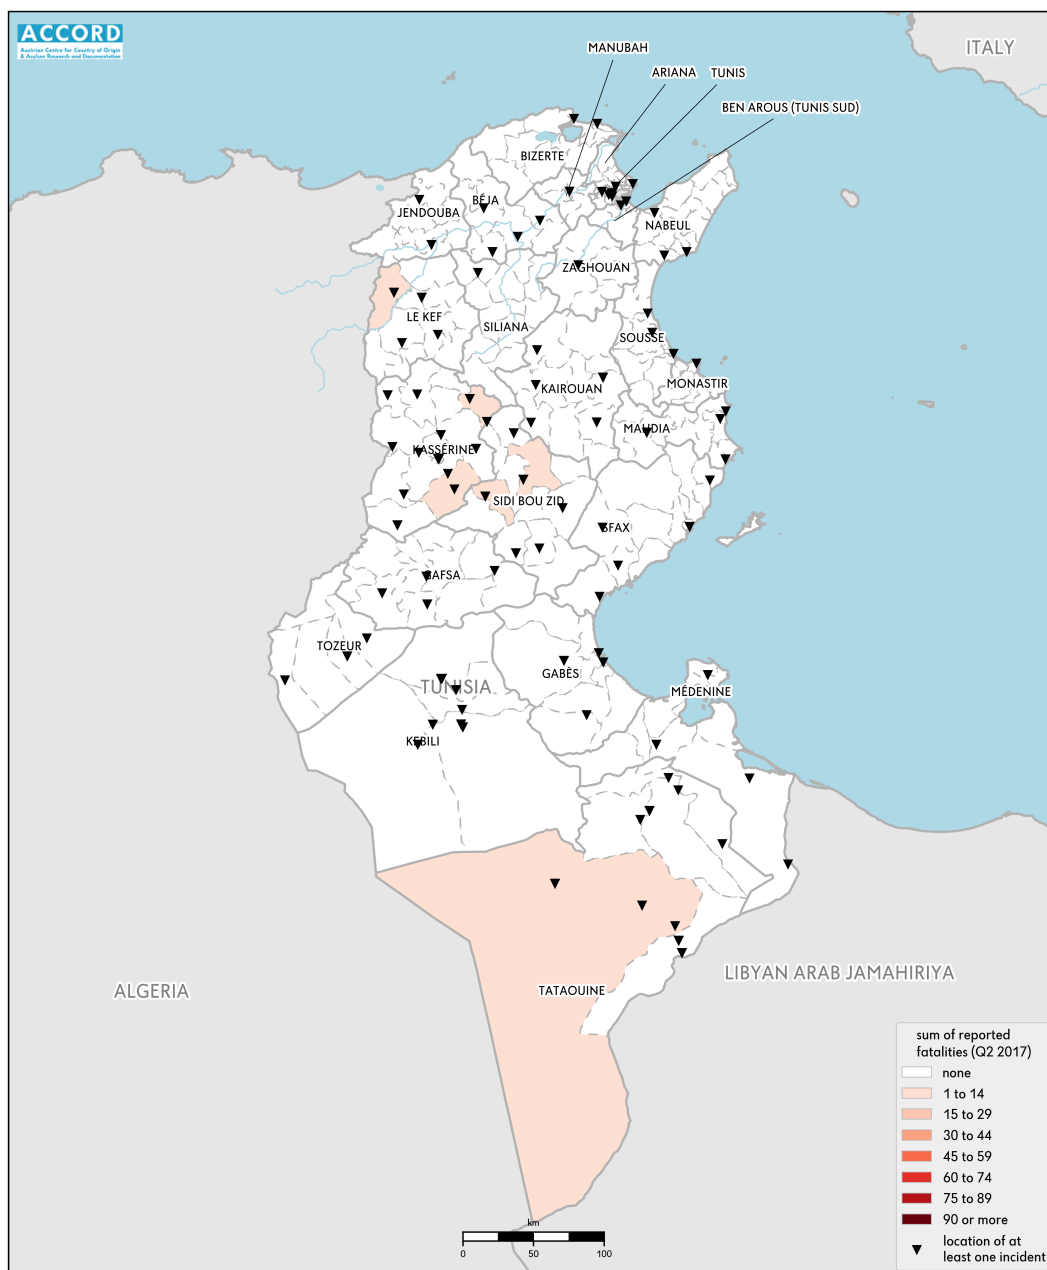 ACCORD
Austrian Centre for Country of Origin
& Asylum Research and Documentation
ITALY
MANUBAH
ARIANA
TUNIS
BEN AROUS (TUNIS SUD)
BIZERTE
BÉJA
JENDOUBA
NABEUL
ZAGHOUAN
LE KEF
SILIANA
SOUSSE
KAIROUAN
MONASTIR
MAHDIA
KASSÉRINE
SIDI BOU ZID
SFAX
GAFSA
TOZEUR
GABÈS
TUNISIA
MÉDENINE
KEBILI
TATAOUINE
ALGERIA
LIBYAN ARAB JAMAHIRIYA
sum of reported
fatalities (Q2 2017)
none
1 to 14
15 to 29
30 to 44
45 to 59
60 to 74
75 to 89
90 or more
location of at
least one incident
km
0 50 100